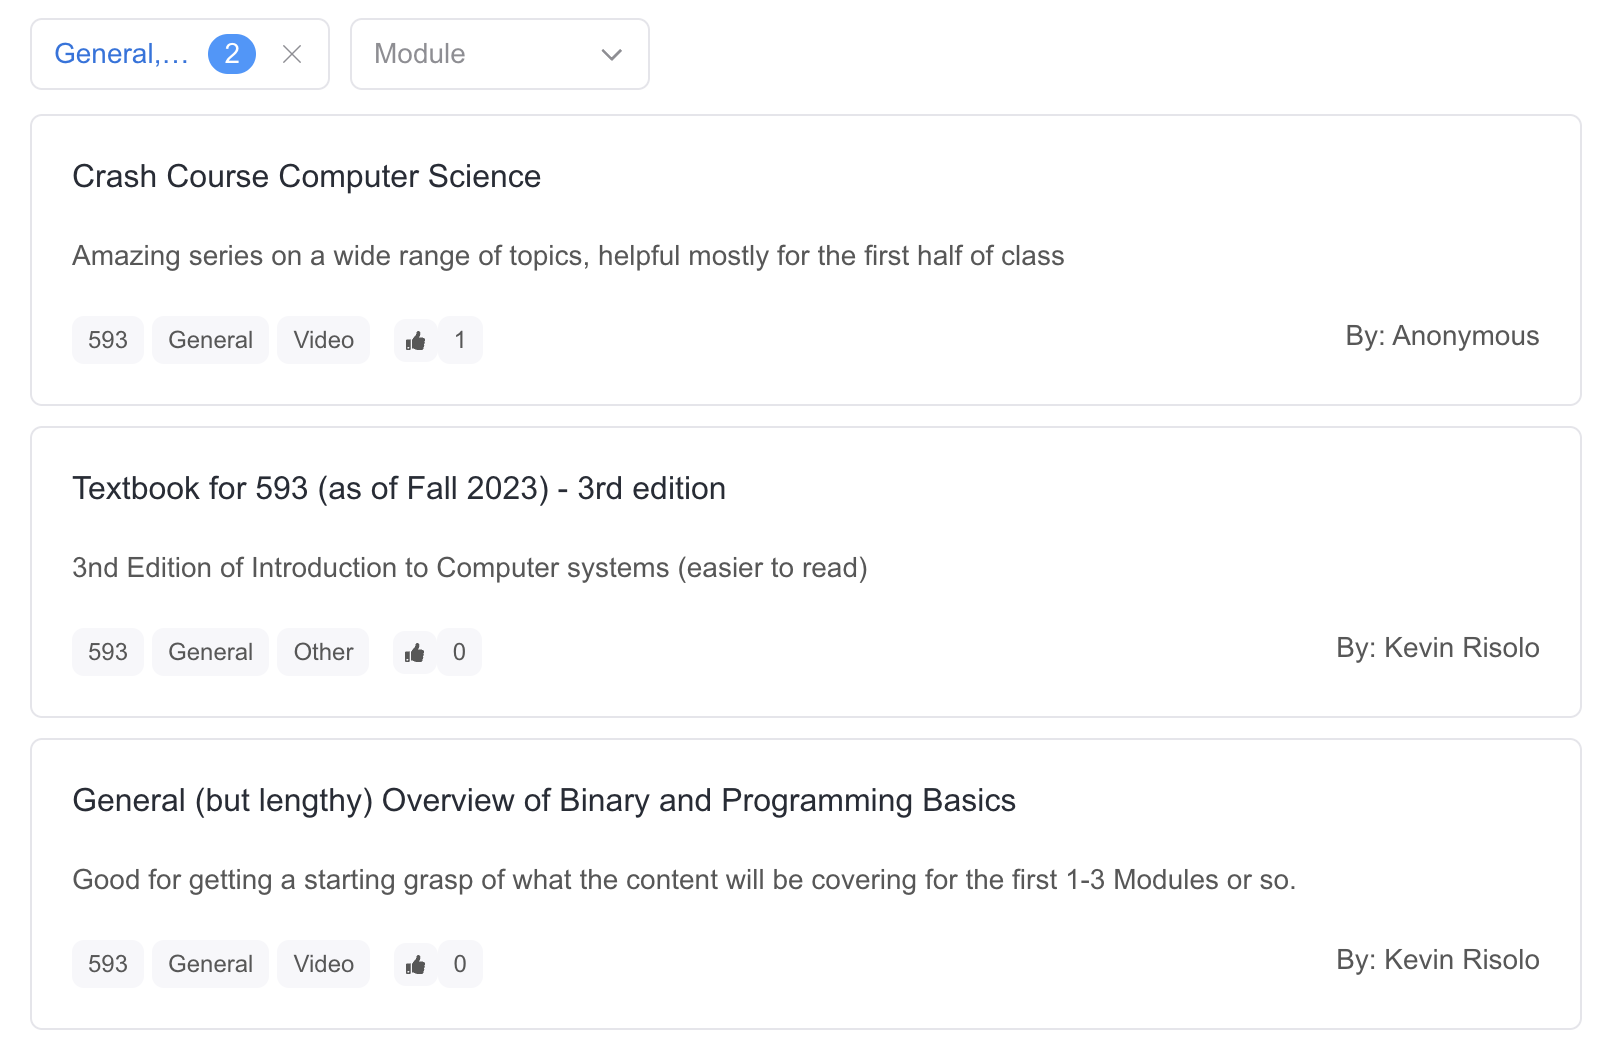 General,... 2 Module
Crash Course Computer Science
Amazing series on a wide range of topics, helpful mostly for the first half of class
593 General Video 1 By: Anonymous
Textbook for 593 (as of Fall 2023) - 3rd edition
3nd Edition of Introduction to Computer systems (easier to read)
593 General Other 0 By: Kevin Risolo
General (but lengthy) Overview of Binary and Programming Basics
Good for getting a starting grasp of what the content will be covering for the first 1-3 Modules or so.
593 General Video 0 By: Kevin Risolo